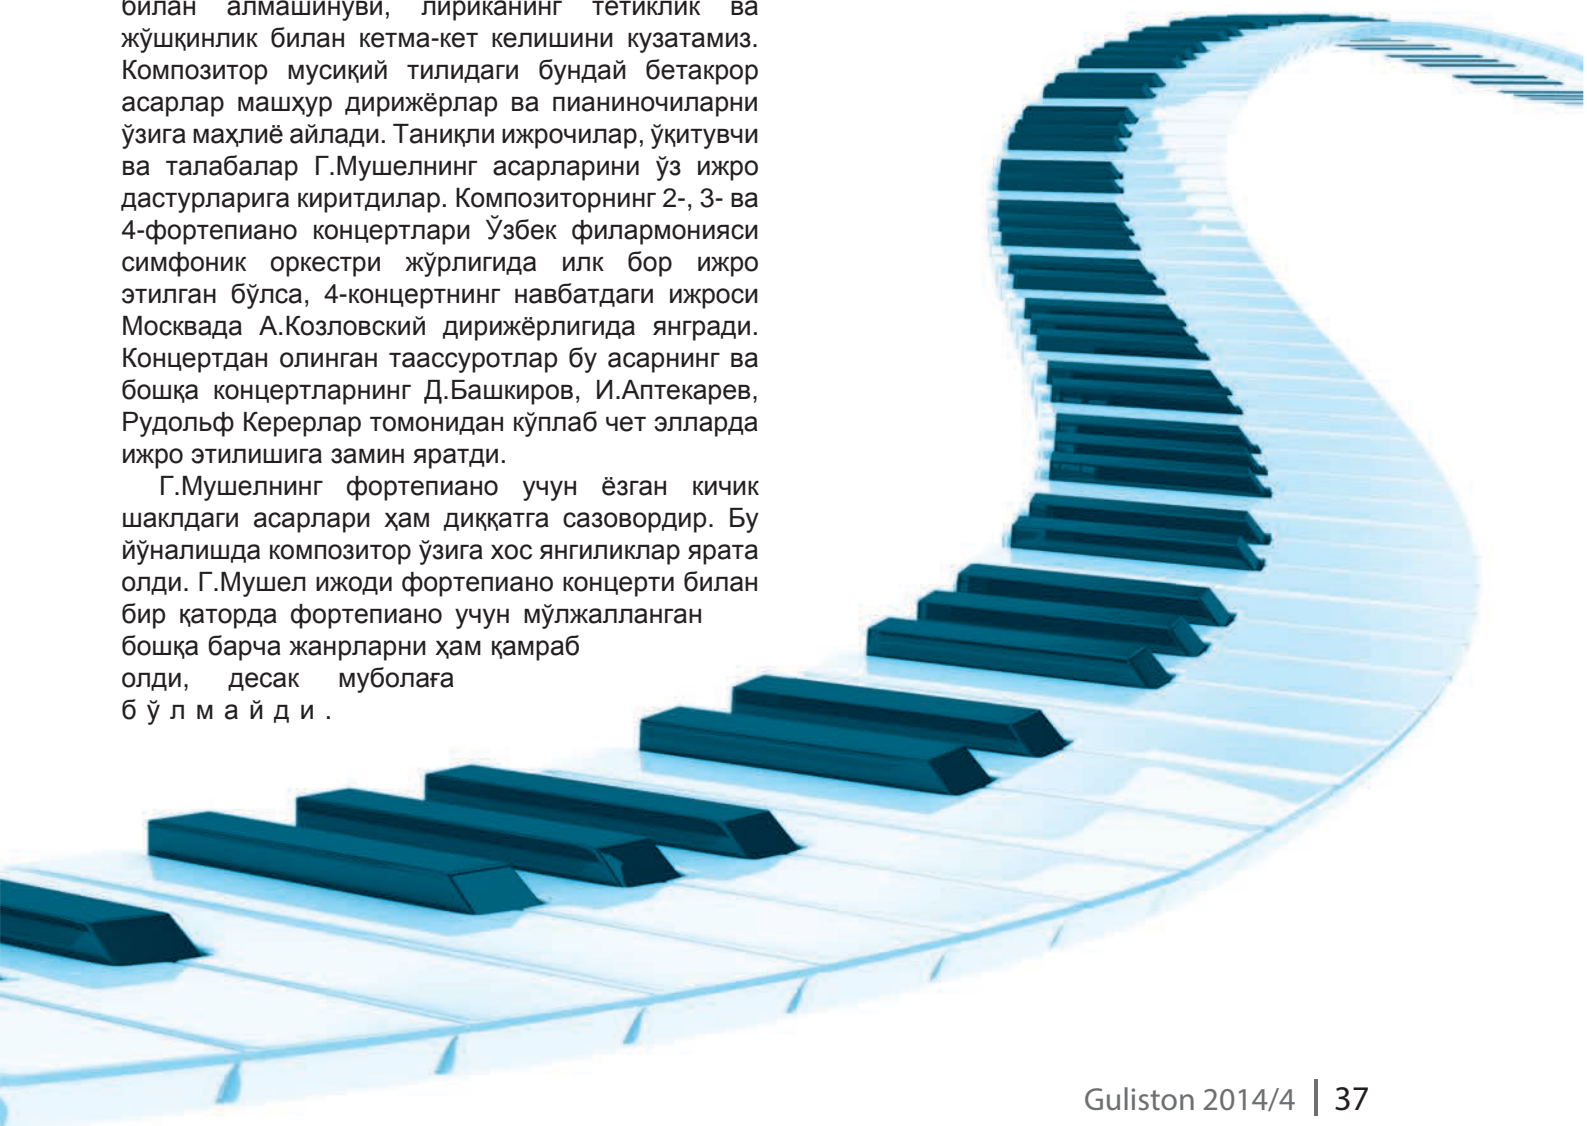 билан алмашинуви, лириканинг тетиклик ва
жўшқинлик билан кетма-кет келишини кузатамиз.
Композитор мусиқий тилидаги бундай бетакрор
асарлар машҳур дирижёрлар ва пианиночиларни
ўзига маҳлиё айлади. Таниқли ижрочилар, ўқитувчи
ва талабалар Г.Мушелнинг асарларини ўз ижро
дастурларига киритдилар. Композиторнинг 2-, 3- ва
4-фортепиано концертлари Ўзбек филармонияси
симфоник оркестри жўрлигида илк бор ижро
этилган бўлса, 4-концертнинг навбатдаги ижроси
Москвада А.Козловский дирижёрлигида янгради.
Концертдан олинган таассуротлар бу асарнинг ва
бошқа концертларнинг Д.Башкиров, И.Аптекарев,
Рудольф Керерлар томонидан кўплаб чет элларда
ижро этилишига замин яратди.
Г.Мушелнинг фортепиано учун ёзган кичик
шаклдаги асарлари ҳам диққатга сазовордир. Бу
йўналишда композитор ўзига хос янгиликлар ярата
олди. Г.Мушел ижоди фортепиано концерти билан
бир қаторда фортепиано учун мўлжалланган
бошқа барча жанрларни ҳам қамраб
олди, десак муболаға
бўлмайди.
Guliston 2014/4 | 37